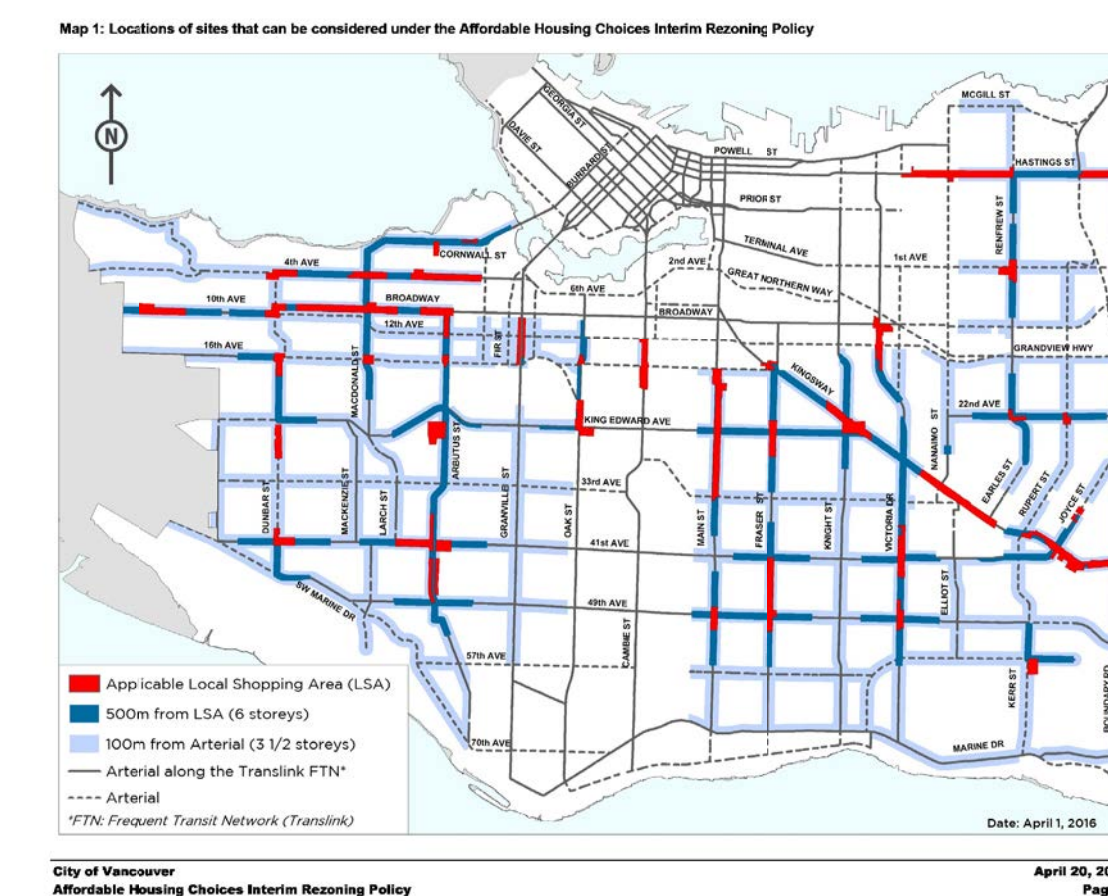 Map 1: Locations of sites that can be considered under the Affordable Housing Choices Interim Rezoning Policy
N
MCGILL ST
GEORGIA ST
DAVIE ST
BURRARD ST
POWELL ST
HASTINGS ST
PRIOR ST
RENFREW ST
TERMINAL AVE
CORNWALL ST
4th AVE
2nd AVE
1st AVE
GREAT NORTHERN WAY
6th AVE
10th AVE
BROADWAY
BROADWAY
12th AVE
FIR ST
16th AVE
GRANDVIEW HWY
MACDONALD ST
KINGSWAY
22nd AVE
KING EDWARD AVE
NANAIMO ST
ARBUTUS ST
33rd AVE
EARLES ST
RUPERT ST
JOYCE ST
DUNBAR ST
MACKENZIE ST
LARCH ST
GRANVILLE ST
OAK ST
MAIN ST
FRASER ST
KNIGHT ST
VICTORIA DR
41st AVE
ELLIOT ST
SW MARINE DR
49th AVE
CAMBIE ST
57th AVE
KERR ST
BOUNDARY RD
70th AVE
MARINE DR
Applicable Local Shopping Area (LSA)
500m from LSA (6 storeys)
100m from Arterial (3 1/2 storeys)
Arterial along the Translink FTN*
Arterial
*FTN: Frequent Transit Network (Translink)
Date: April 1, 2016
City of Vancouver
April 20, 20
Affordable Housing Choices Interim Rezoning Policy
Pag